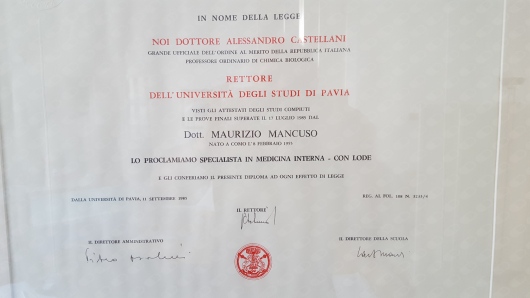 IN NOME DELLA LEGGE
NOI DOTTORE ALESSANDRO CASTELLANI
GRANDE UFFICIALE DELL'ORDINE AL MERITO DELLA REPUBBLICA ITALIANA
PROFESSORE ORDINARIO DI CHIMICA BIOLOGICA
RETTORE
DELL'UNIVERSITÀ DEGLI STUDI DI PAVIA
VISTI GLI ATTESTATI DEGLI STUDI COMPIUTI
E LE PROVE FINALI SUPERATE IL 17 LUGLIO DAL
Dott. MAURIZIO MANCUSO
NATO A COMO L'8 FEBBRAIO
LO PROCLAMIAMO SPECIALISTA IN MEDICINA INTERNA - CON LODE
E GLI CONFERIAMO IL PRESENTE DIPLOMA AD OGNI EFFETTO DI LEGGE
DALLA UNIVERSITÀ DI PAVIA, 11 SETTEMBRE
REG. AL POL.
IL RETTORE
IL DIRETTORE AMMINISTRATIVO
IL DIRETTORE DELLA SCUOLA